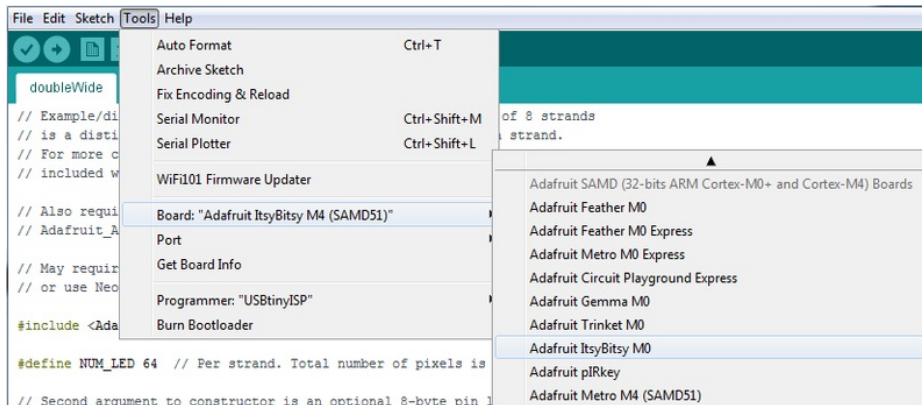 File Edit Sketch Tools Help
Auto Format Ctrl+T
Archive Sketch
Fix Encoding & Reload
Serial Monitor Ctrl+Shift+M
Serial Plotter Ctrl+Shift+L
WiFi101 Firmware Updater
Board: "Adafruit ItsyBitsy M4 (SAMD51)"
Port
Get Board Info
Programmer: "USBtinyISP"
Burn Bootloader
Adafruit SAMD (32-bits ARM Cortex-M0+ and Cortex-M4) Boards
Adafruit Feather M0
Adafruit Feather M0 Express
Adafruit Metro M0 Express
Adafruit Circuit Playground Express
Adafruit Gemma M0
Adafruit Trinket M0
Adafruit ItsyBitsy M0
Adafruit pIRkey
Adafruit Metro M4 (SAMD51)
doubleWide
// Example/di of 8 strands
// is a disti strand.
// For more c
// included w
// Also requi
// Adafruit_A
// May requir
// or use Neo
#include <Ada
#define NUM_LED 64 // Per strand. Total number of pixels is
// Second argument to constructor is an optional 8-byte pin l